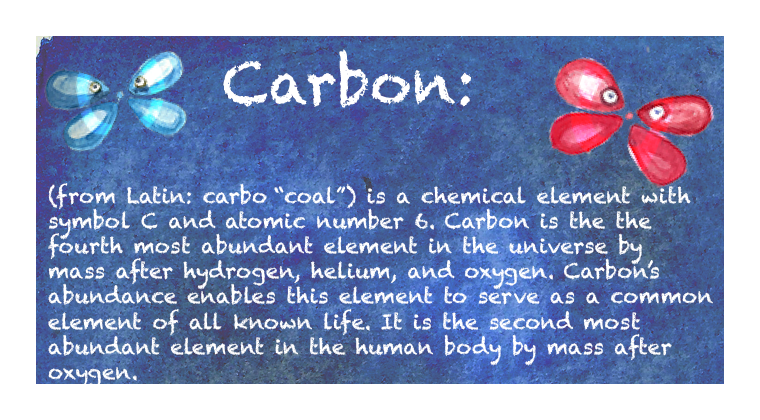 Carbon:
(from Latin: carbo “coal”) is a chemical element with
symbol C and atomic number 6. Carbon is the the
fourth most abundant element in the universe by
mass after hydrogen, helium, and oxygen. Carbon's
abundance enables this element to serve as a common
element of all known life. It is the second most
abundant element in the human body by mass after
oxygen.